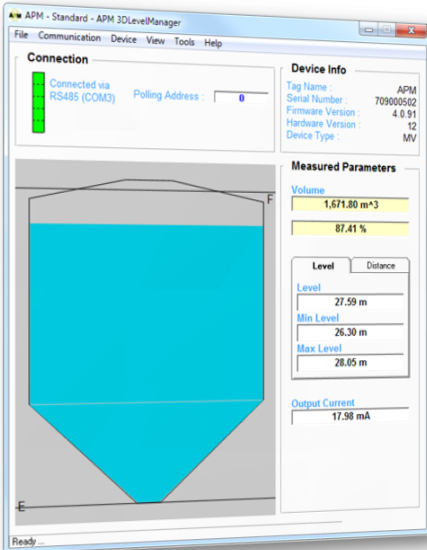 APM - Standard - APM 3DLevelManager
File Communication Device View Tools Help
Connection
Connected via
RS485 (COM3)
Polling Address : 0
Device Info
Tag Name : APM
Serial Number : 709000502
Firmware Version : 4.0.91
Hardware Version : 12
Device Type : MV
Measured Parameters
Volume
1,671.80 m^3
87.41 %
Level Distance
Level
27.59 m
Min Level
26.30 m
Max Level
28.05 m
Output Current
17.98 mA
F
E
Ready...